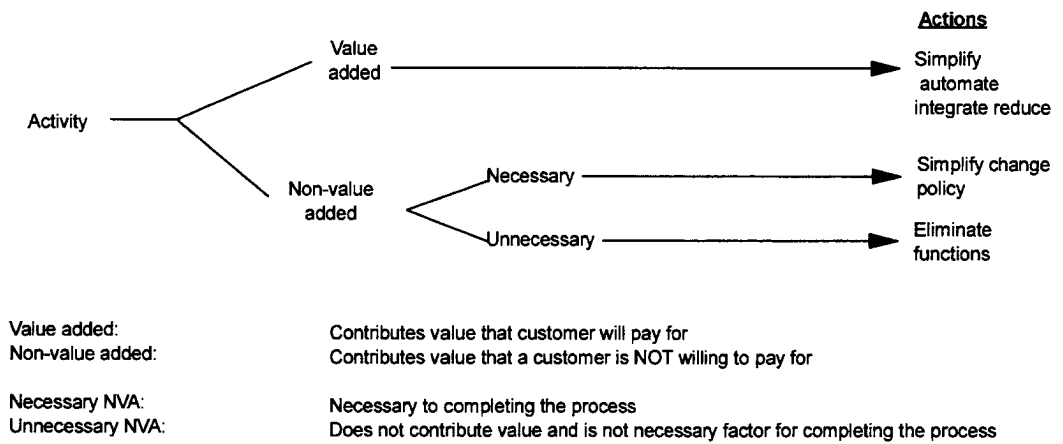 Actions
Value
added
Simplify
automate
integrate reduce
Activity
Non-value
added
Necessary
Simplify change
policy
Unnecessary
Eliminate
functions
Value added: Contributes value that customer will pay for
Non-value added: Contributes value that a customer is NOT willing to pay for
Necessary NVA: Necessary to completing the process
Unnecessary NVA: Does not contribute value and is not necessary factor for completing the process